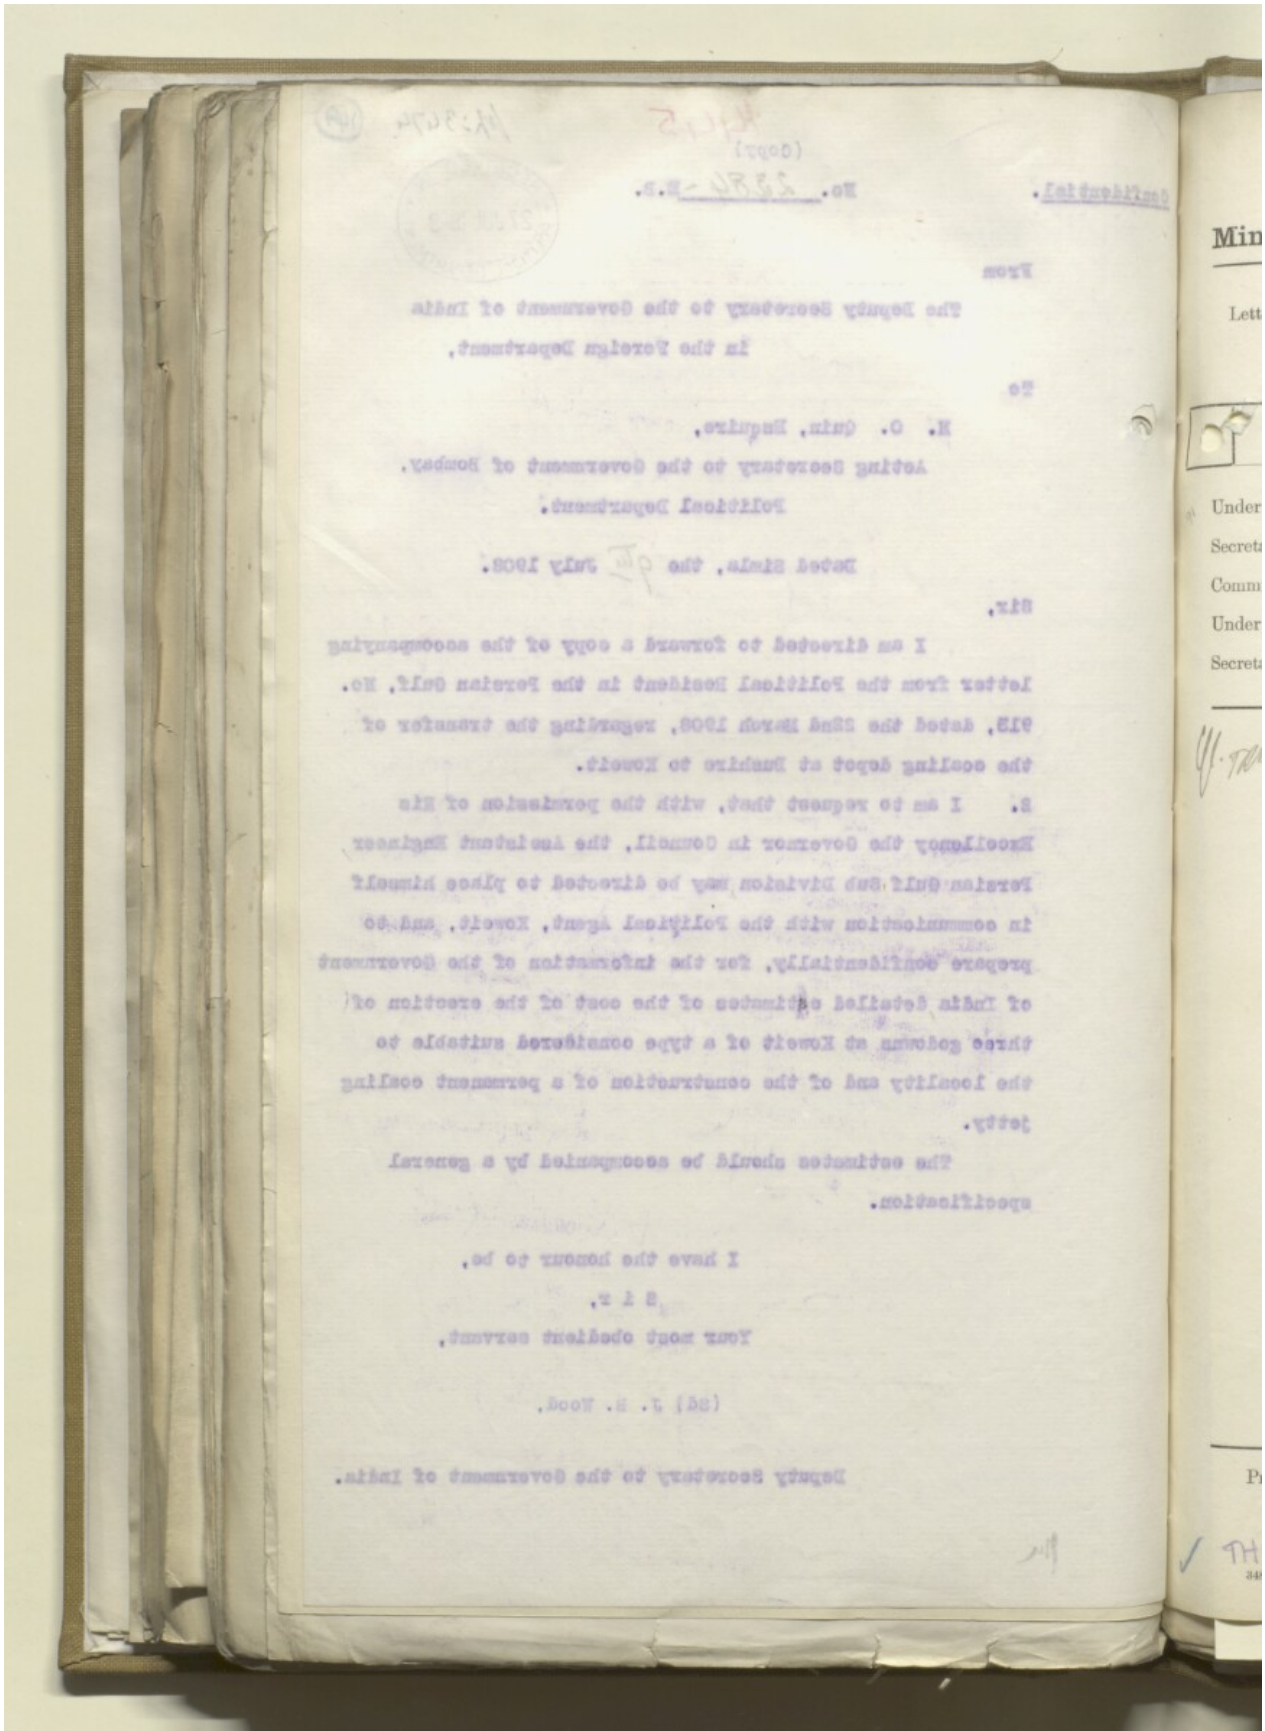 (Copy)
Confidential.
No. 2384-E.B.
From
The Deputy Secretary to the Government of India
in the Foreign Department,
To
H. O. Quin, Esquire,
Acting Secretary to the Government of Bombay,
Political Department.
Dated Simla, the 9th July 1908.
Sir,
I am directed to forward a copy of the accompanying
letter from the Political Resident in the Persian Gulf, No.
913, dated the 22nd March 1908, regarding the transfer of
the coaling depot at Bushire to Koweit.
2. I am to request that, with the permission of His
Excellency the Governor in Council, the Assistant Engineer,
Persian Gulf Sub Division may be directed to place himself
in communication with the Political Agent, Koweit, and to
prepare confidentially, for the information of the Government
of India detailed estimates of the cost of the erection of
three godowns at Koweit of a type considered suitable to
the locality and of the construction of a permanent coaling
jetty.
The estimates should be accompanied by a general
specification.
I have the honour to be,
S i r,
Your most obedient servant,
(Sd) J. B. Wood,
Deputy Secretary to the Government of India.
Min
Lett
Under
Secreta
Comm
Under
Secreta
TH